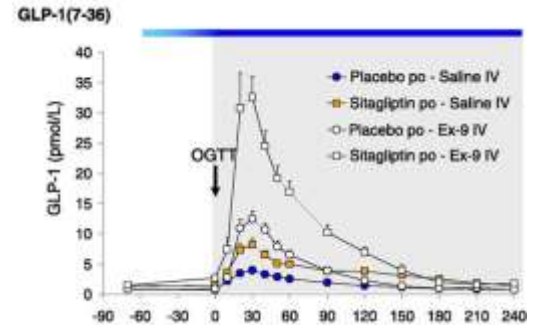 GLP-1(7-36)
GLP-1 (pmol/L)
40
35
30
25
20
15
10
5
0
OGTT
Placebo po - Saline IV
Sitagliptin po - Saline IV
Placebo po - Ex-9 IV
Sitagliptin po - Ex-9 IV
-90 -60 -30 0 30 60 90 120 150 180 210 240